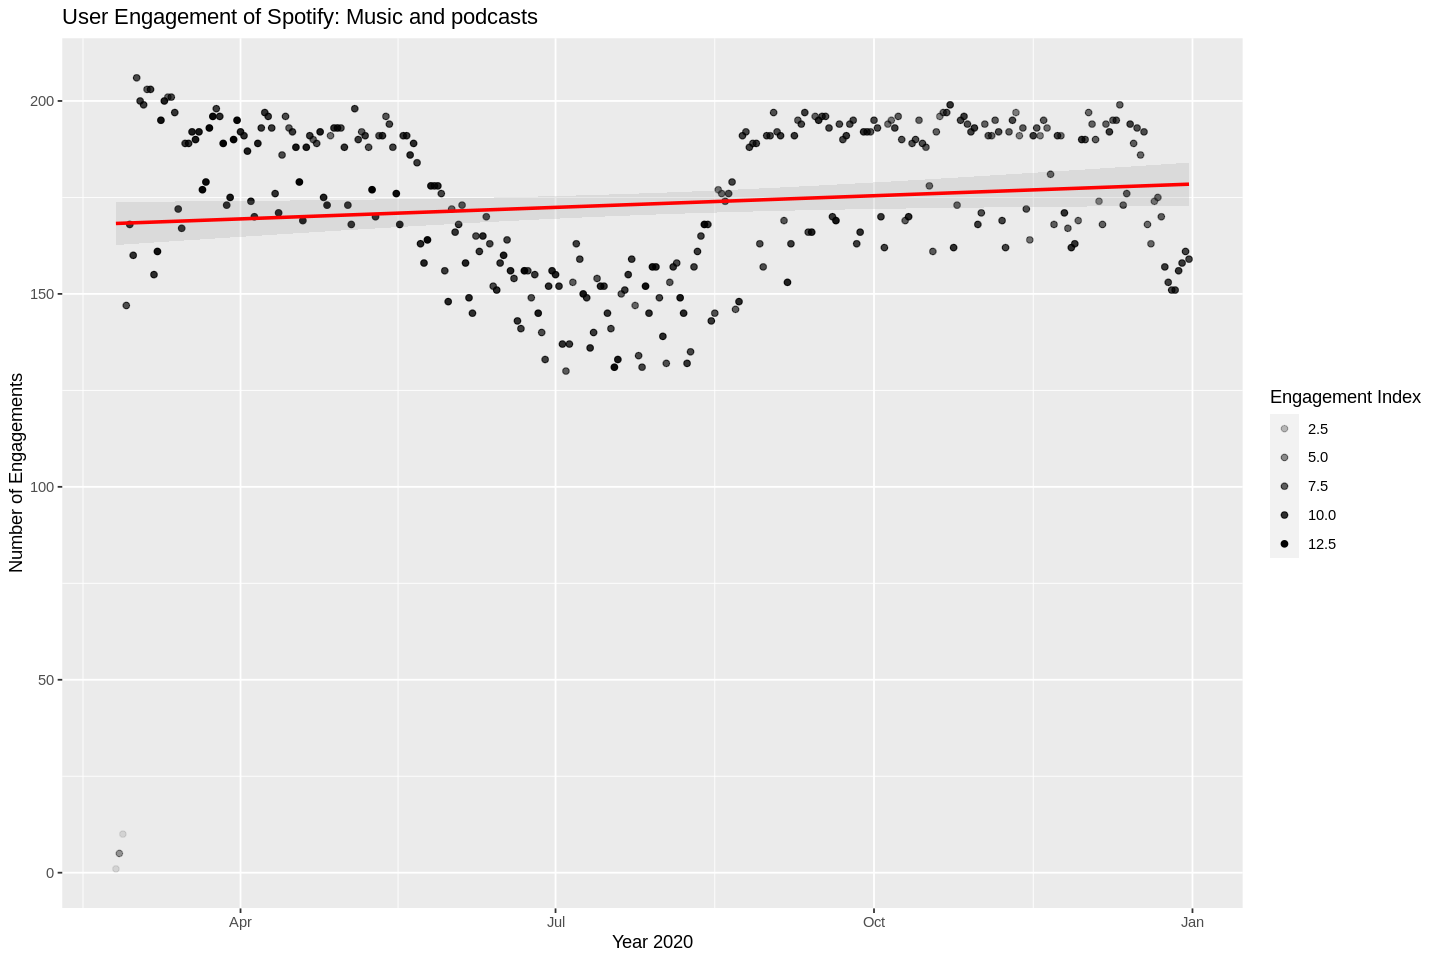 User Engagement of Spotify: Music and podcasts
200
150
100
50
0
Number of Engagements
Apr
Jul
Oct
Jan
Year 2020
Engagement Index
2.5
5.0
7.5
10.0
12.5